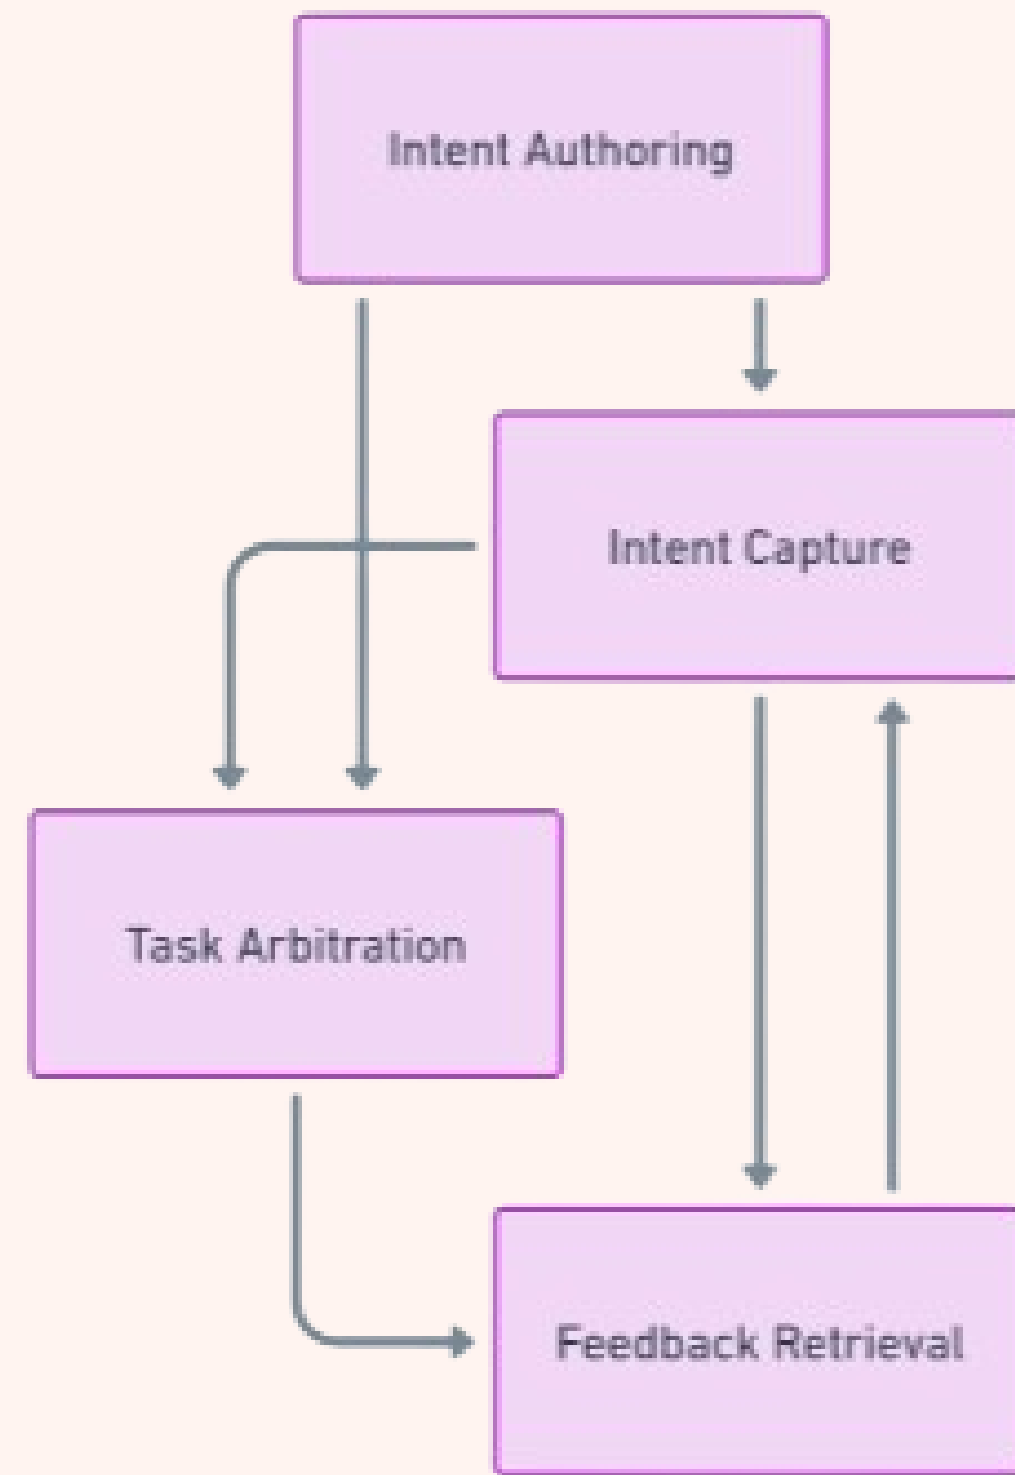 Intent Authoring
Intent Capture
Task Arbitration
Feedback Retrieval